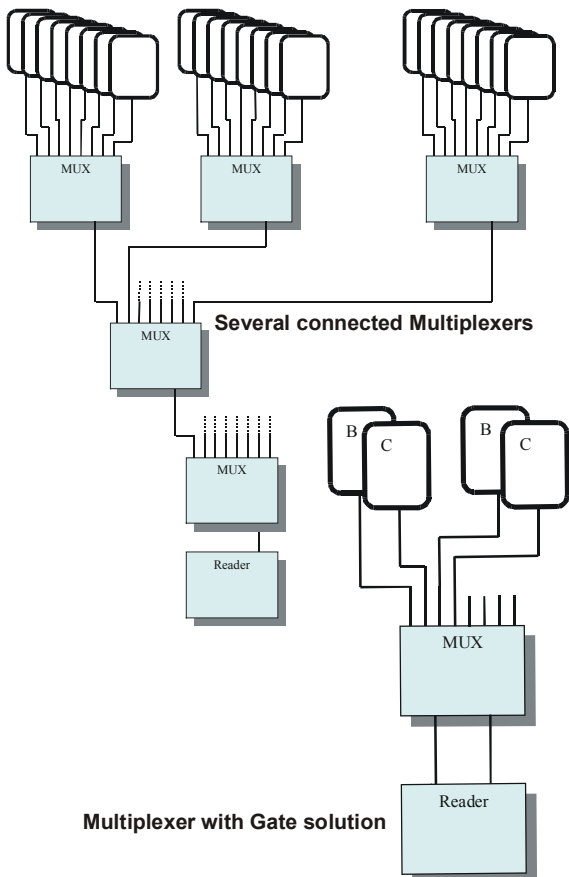 MUX
MUX
MUX
Several connected Multiplexers
MUX
B
C
B
C
MUX
Reader
MUX
Reader
Multiplexer with Gate solution